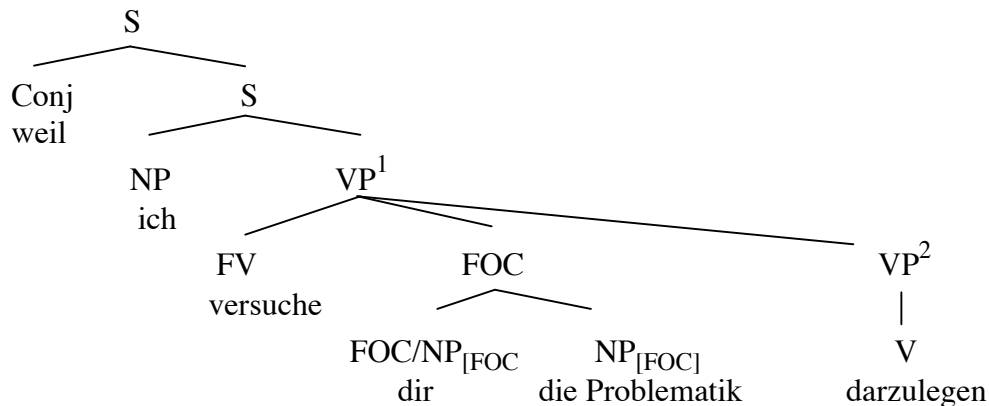 S
Conj S
weil
NP VP1
ich
FV FOC VP2
versuche
FOC/NP[FOC NP[FOC] V
dir die Problematik darzulegen